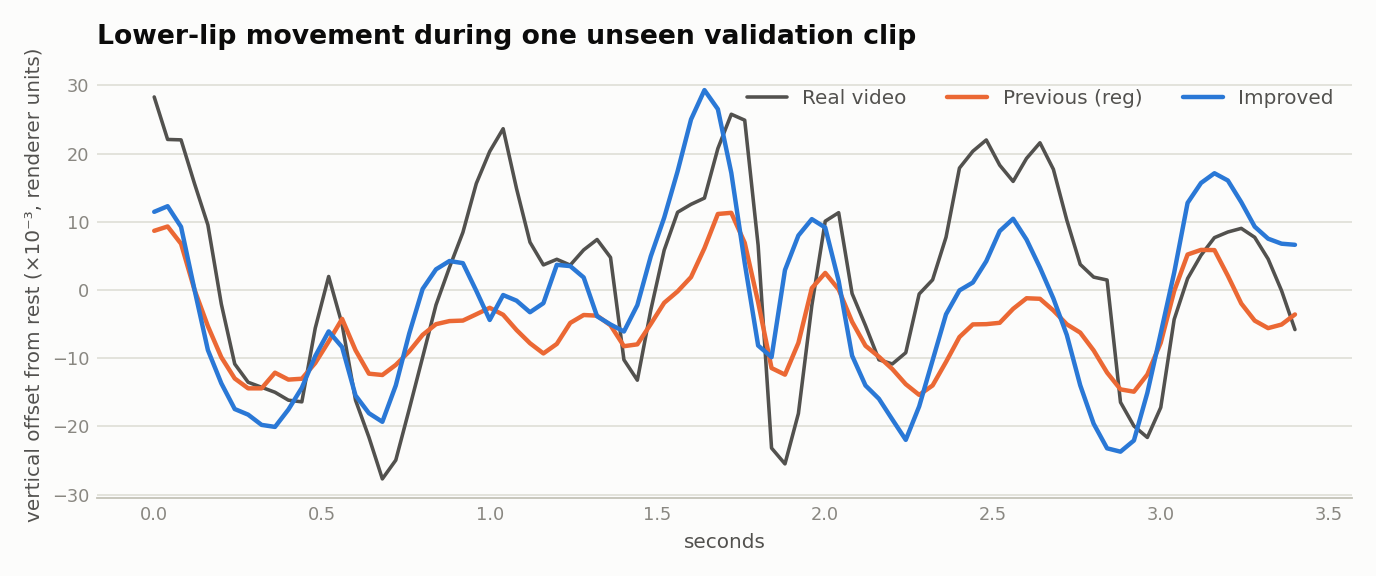 Lower-lip movement during one unseen validation clip
vertical offset from rest (×10⁻³, renderer units)
Real video
Previous (reg)
Improved
30
20
10
0
−10
−20
−30
0.0
0.5
1.0
1.5
2.0
2.5
3.0
3.5
seconds